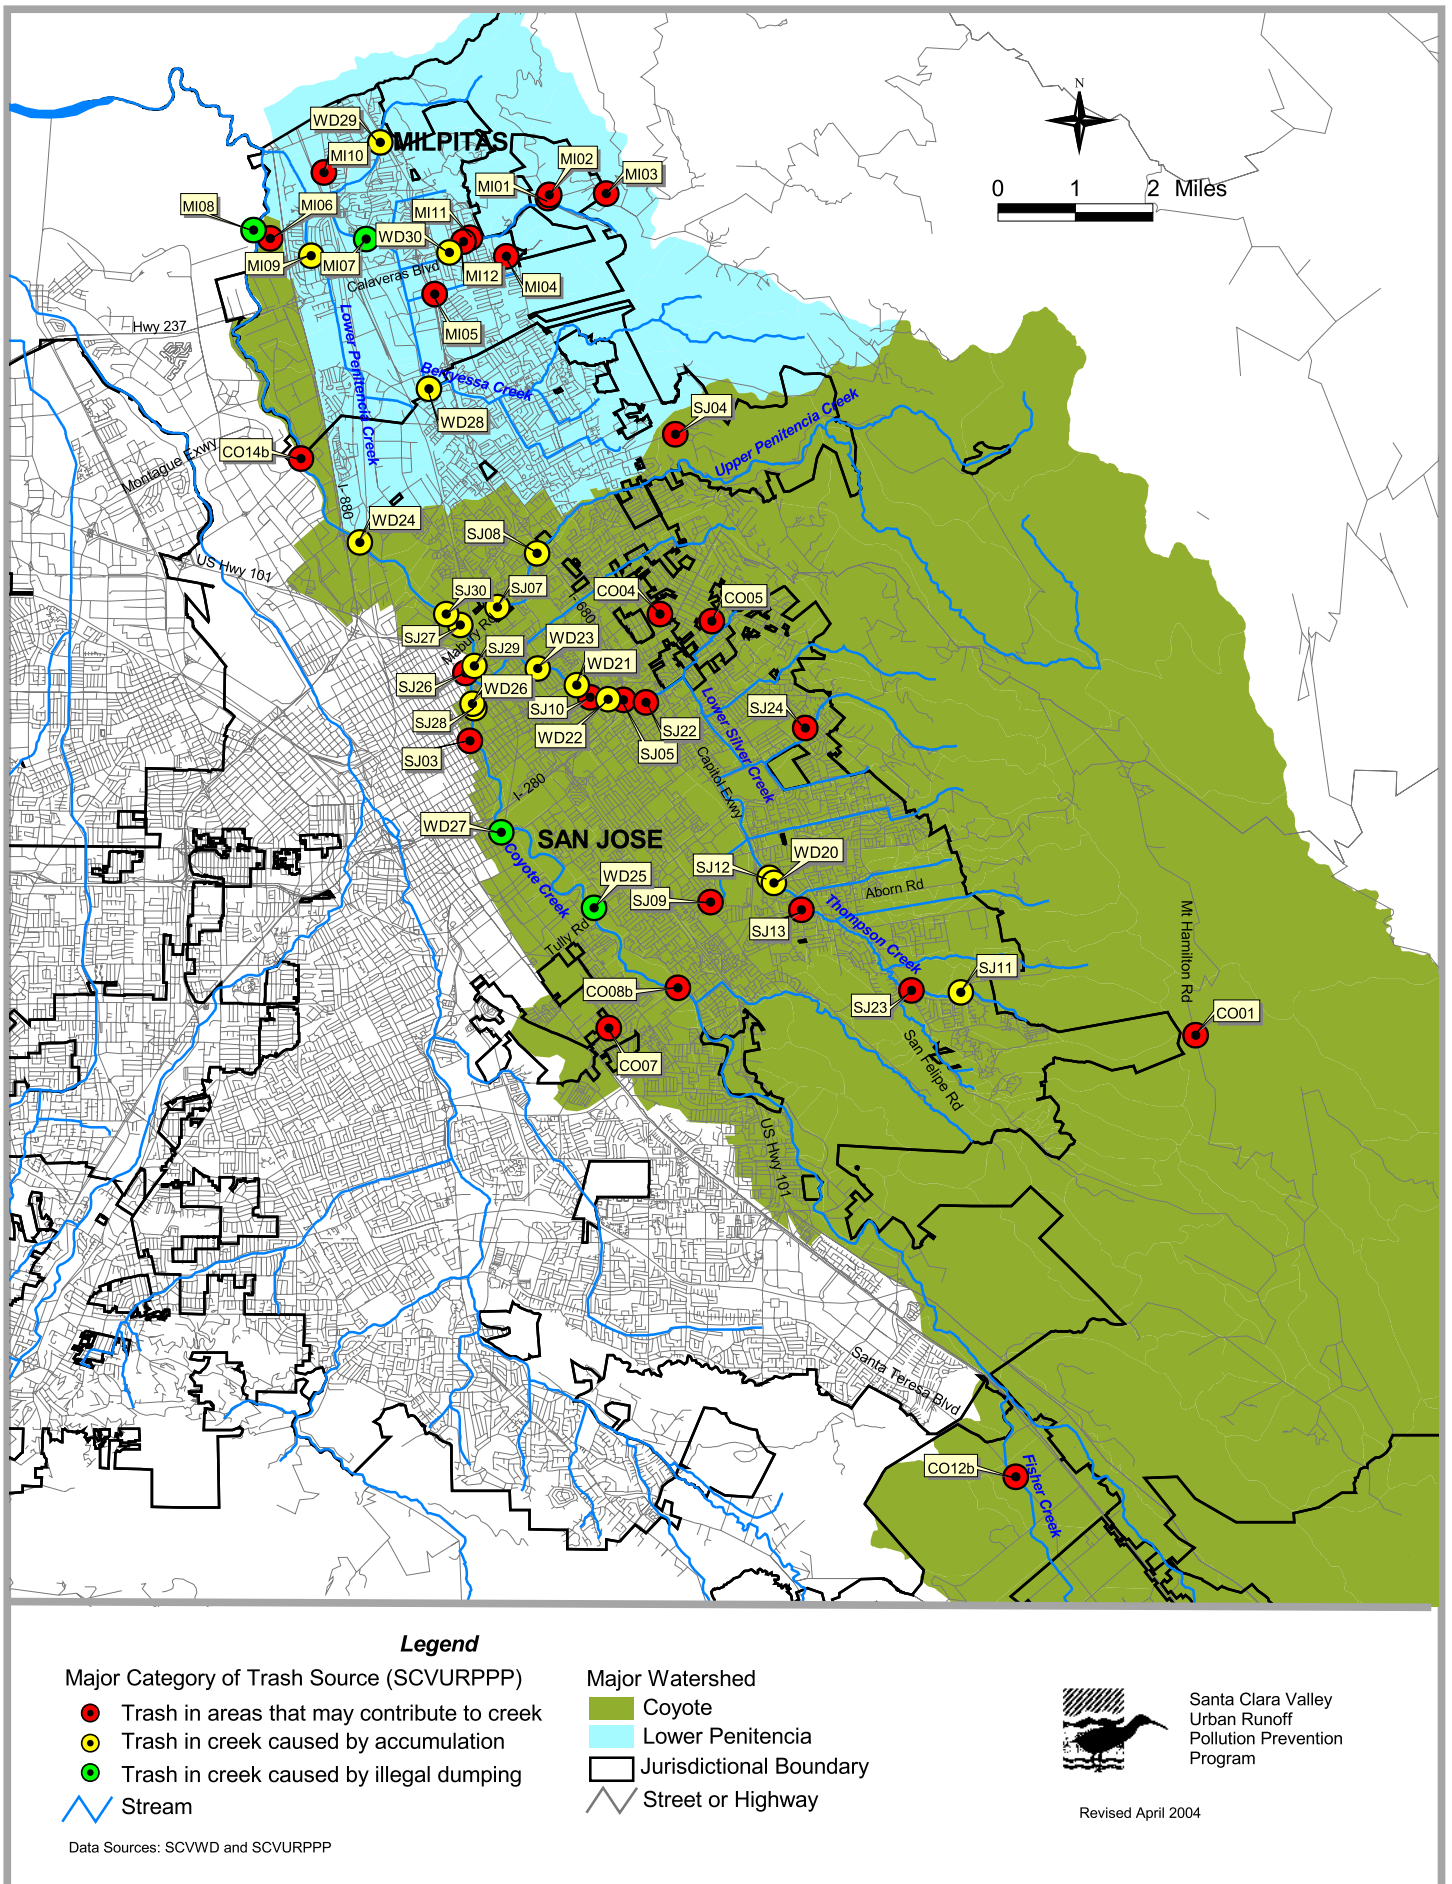 N
WD29
MILPITAS
MI10
MI02
MI03
MI01
0 1 2 Miles
MI08
MI06
MI11
WD30
MI09
MI07
MI12
Calaveras Blvd
MI04
MI05
Hwy 237
Lower Penitencia Creek
Berryessa Creek
WD28
SJ04
Upper Penitencia Creek
CO14b
Montague Exwy
I- 880
WD24
SJ08
US Hwy 101
SJ30
SJ07
I- 680
CO04
CO05
SJ27
Mabury Rd
SJ29
WD23
WD21
SJ26
WD26
SJ10
Lower Silver Creek
SJ24
SJ28
WD22
SJ22
SJ05
SJ03
Capitol Exwy
I- 280
WD27
SAN JOSE
Coyote Creek
WD25
SJ12
WD20
SJ09
Aborn Rd
SJ13
Thompson Creek
Tully Rd
Mt Hamilton Rd
SJ11
CO08b
SJ23
CO01
San Felipe Rd
CO07
US Hwy 101
Santa Teresa Blvd
CO12b
Fisher Creek
Legend
Major Category of Trash Source (SCVURPPP)
Trash in areas that may contribute to creek
Trash in creek caused by accumulation
Trash in creek caused by illegal dumping
Stream
Data Sources: SCVWD and SCVURPPP
Major Watershed
Coyote
Lower Penitencia
Jurisdictional Boundary
Street or Highway
Santa Clara Valley
Urban Runoff
Pollution Prevention
Program
Revised April 2004